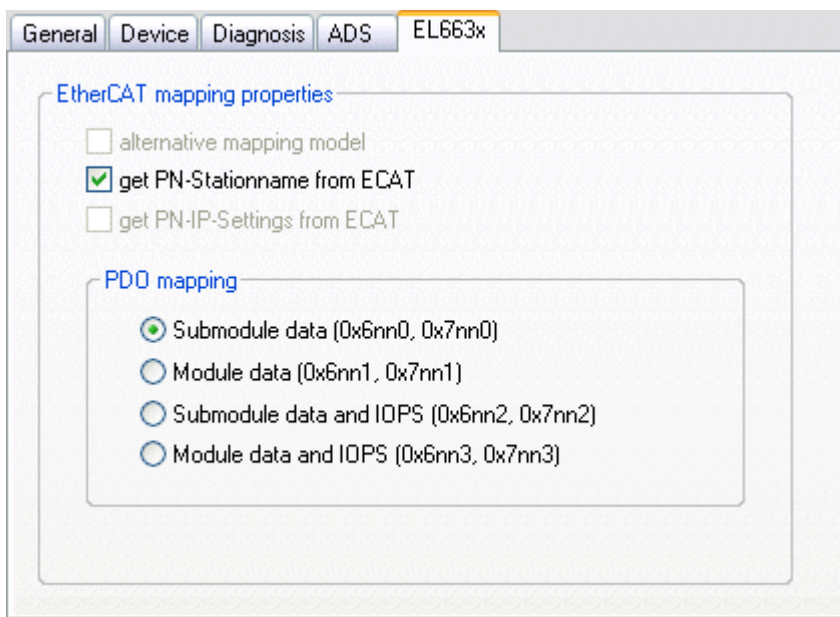 General Device Diagnosis ADS EL663x
EtherCAT mapping properties
alternative mapping model
get PN-Stationname from ECAT
get PN-IP-Settings from ECAT
PDO mapping
Submodule data (0x6nn0, 0x7nn0)
Module data (0x6nn1, 0x7nn1)
Submodule data and IOPS (0x6nn2, 0x7nn2)
Module data and IOPS (0x6nn3, 0x7nn3)